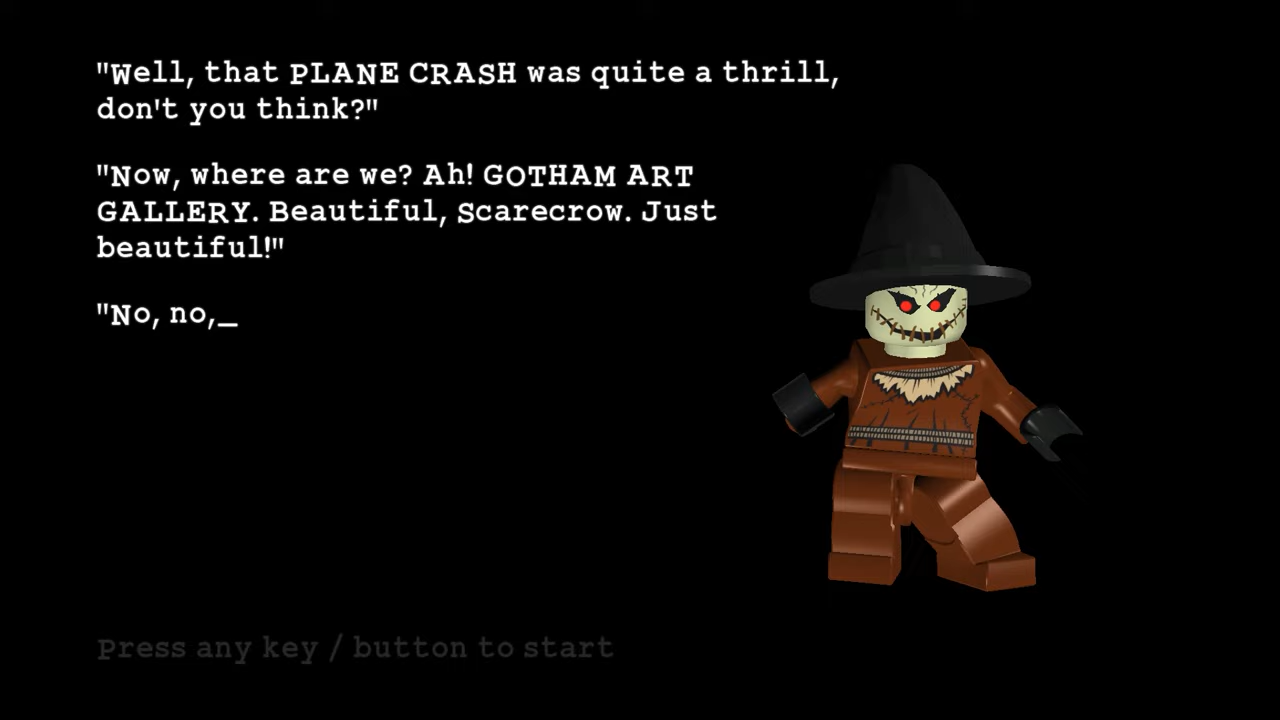 "Well, that PLANE CRASH was quite a thrill,
don't you think?"
"Now, where are we? Ah! GOTHAM ART
GALLERY. Beautiful, Scarecrow. Just
beautiful!"
"No, no,_
Press any key / button to start